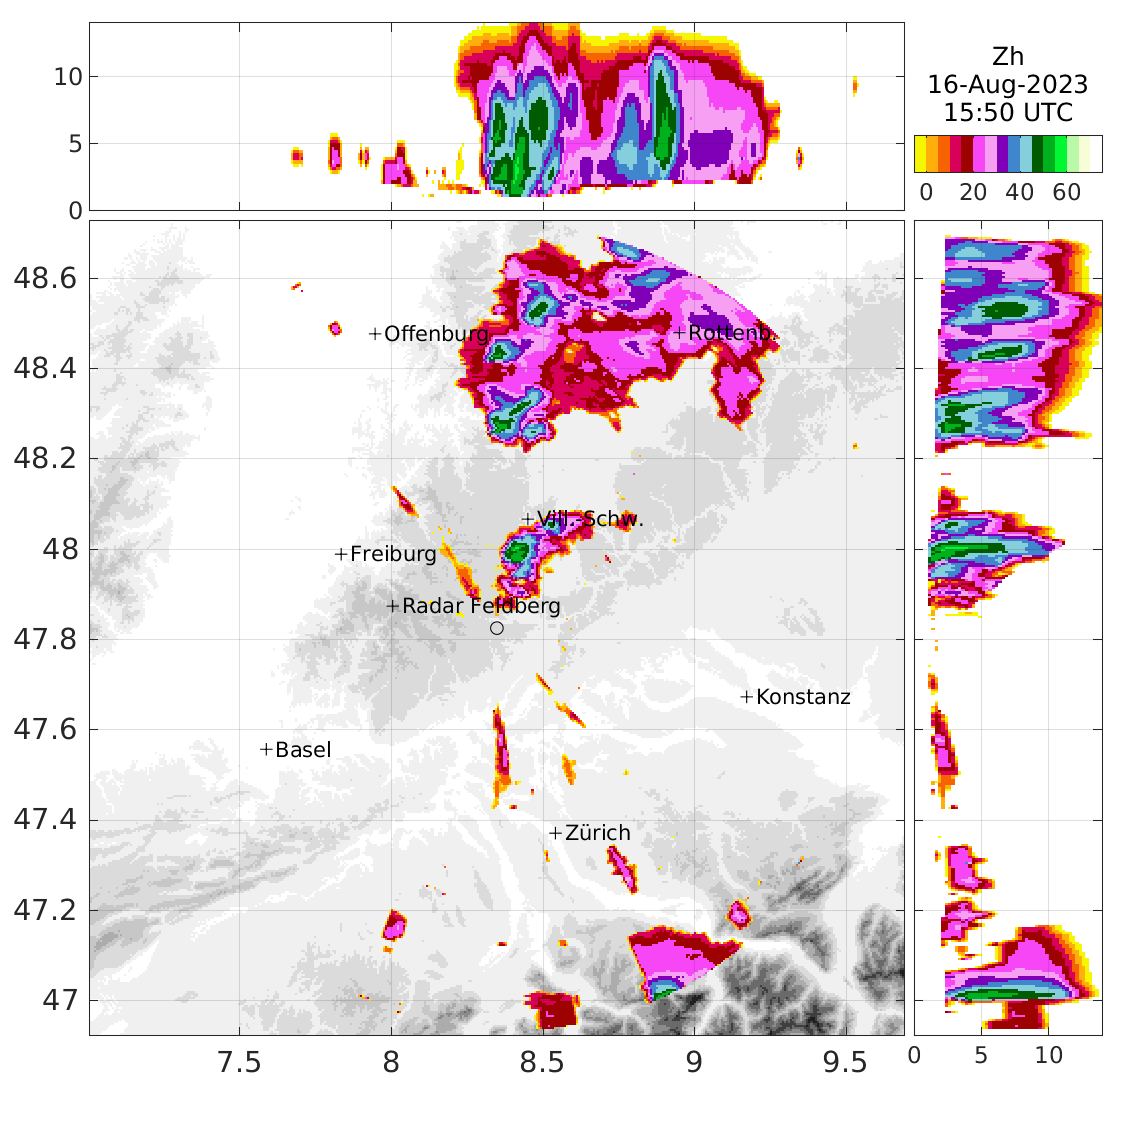 Zh
16-Aug-2023
15:50 UTC
0 20 40 60
10
5
0
48.6
48.4
48.2
48
47.8
47.6
47.4
47.2
47
+Offenburg
+Rottenb.
+Vill.-Schw.
+Freiburg
+Radar Feldberg
+Konstanz
+Basel
+Zürich
7.5 8 8.5 9 9.5
0 5 10